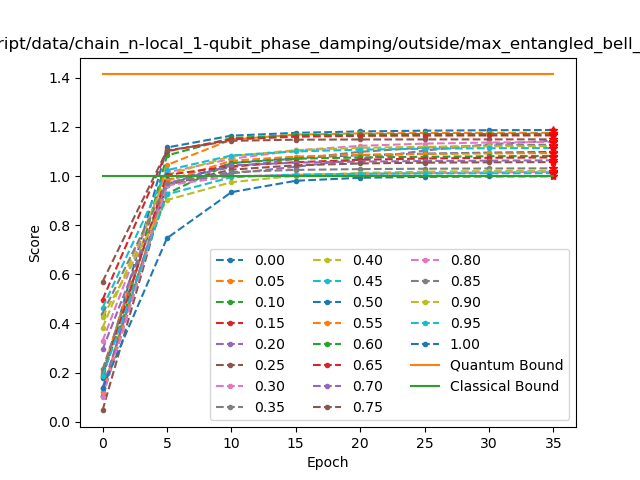 ript/data/chain_n-local_1-qubit_phase_damping/outside/max_entangled_bell_
1.4
1.2
1.0
0.8
0.6
0.4
0.2
0.0
Score
0.00 0.40 0.80
0.05 0.45 0.85
0.10 0.50 0.90
0.15 0.55 0.95
0.20 0.60 1.00
0.25 0.65 Quantum Bound
0.30 0.70 Classical Bound
0.35 0.75
0 5 10 15 20 25 30 35
Epoch